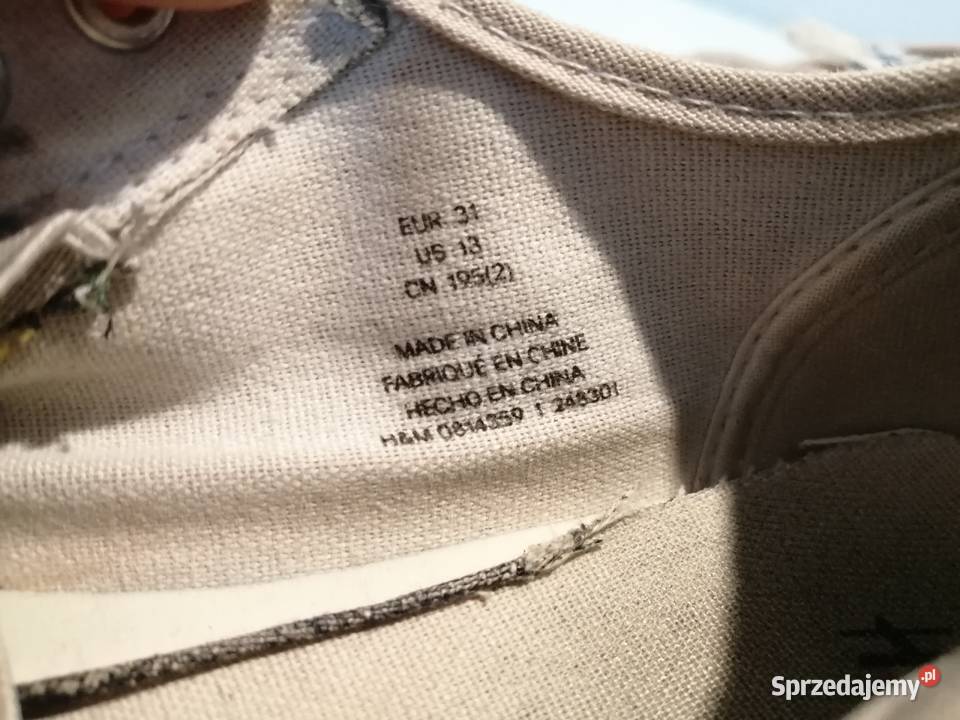 EUR 31
US 13
CN 195(2)
MADE IN CHINA
FABRIQUÉ EN CHINE
HECHO EN CHINA
H&M 0814359 1 248301
Sprzedajemy.pl